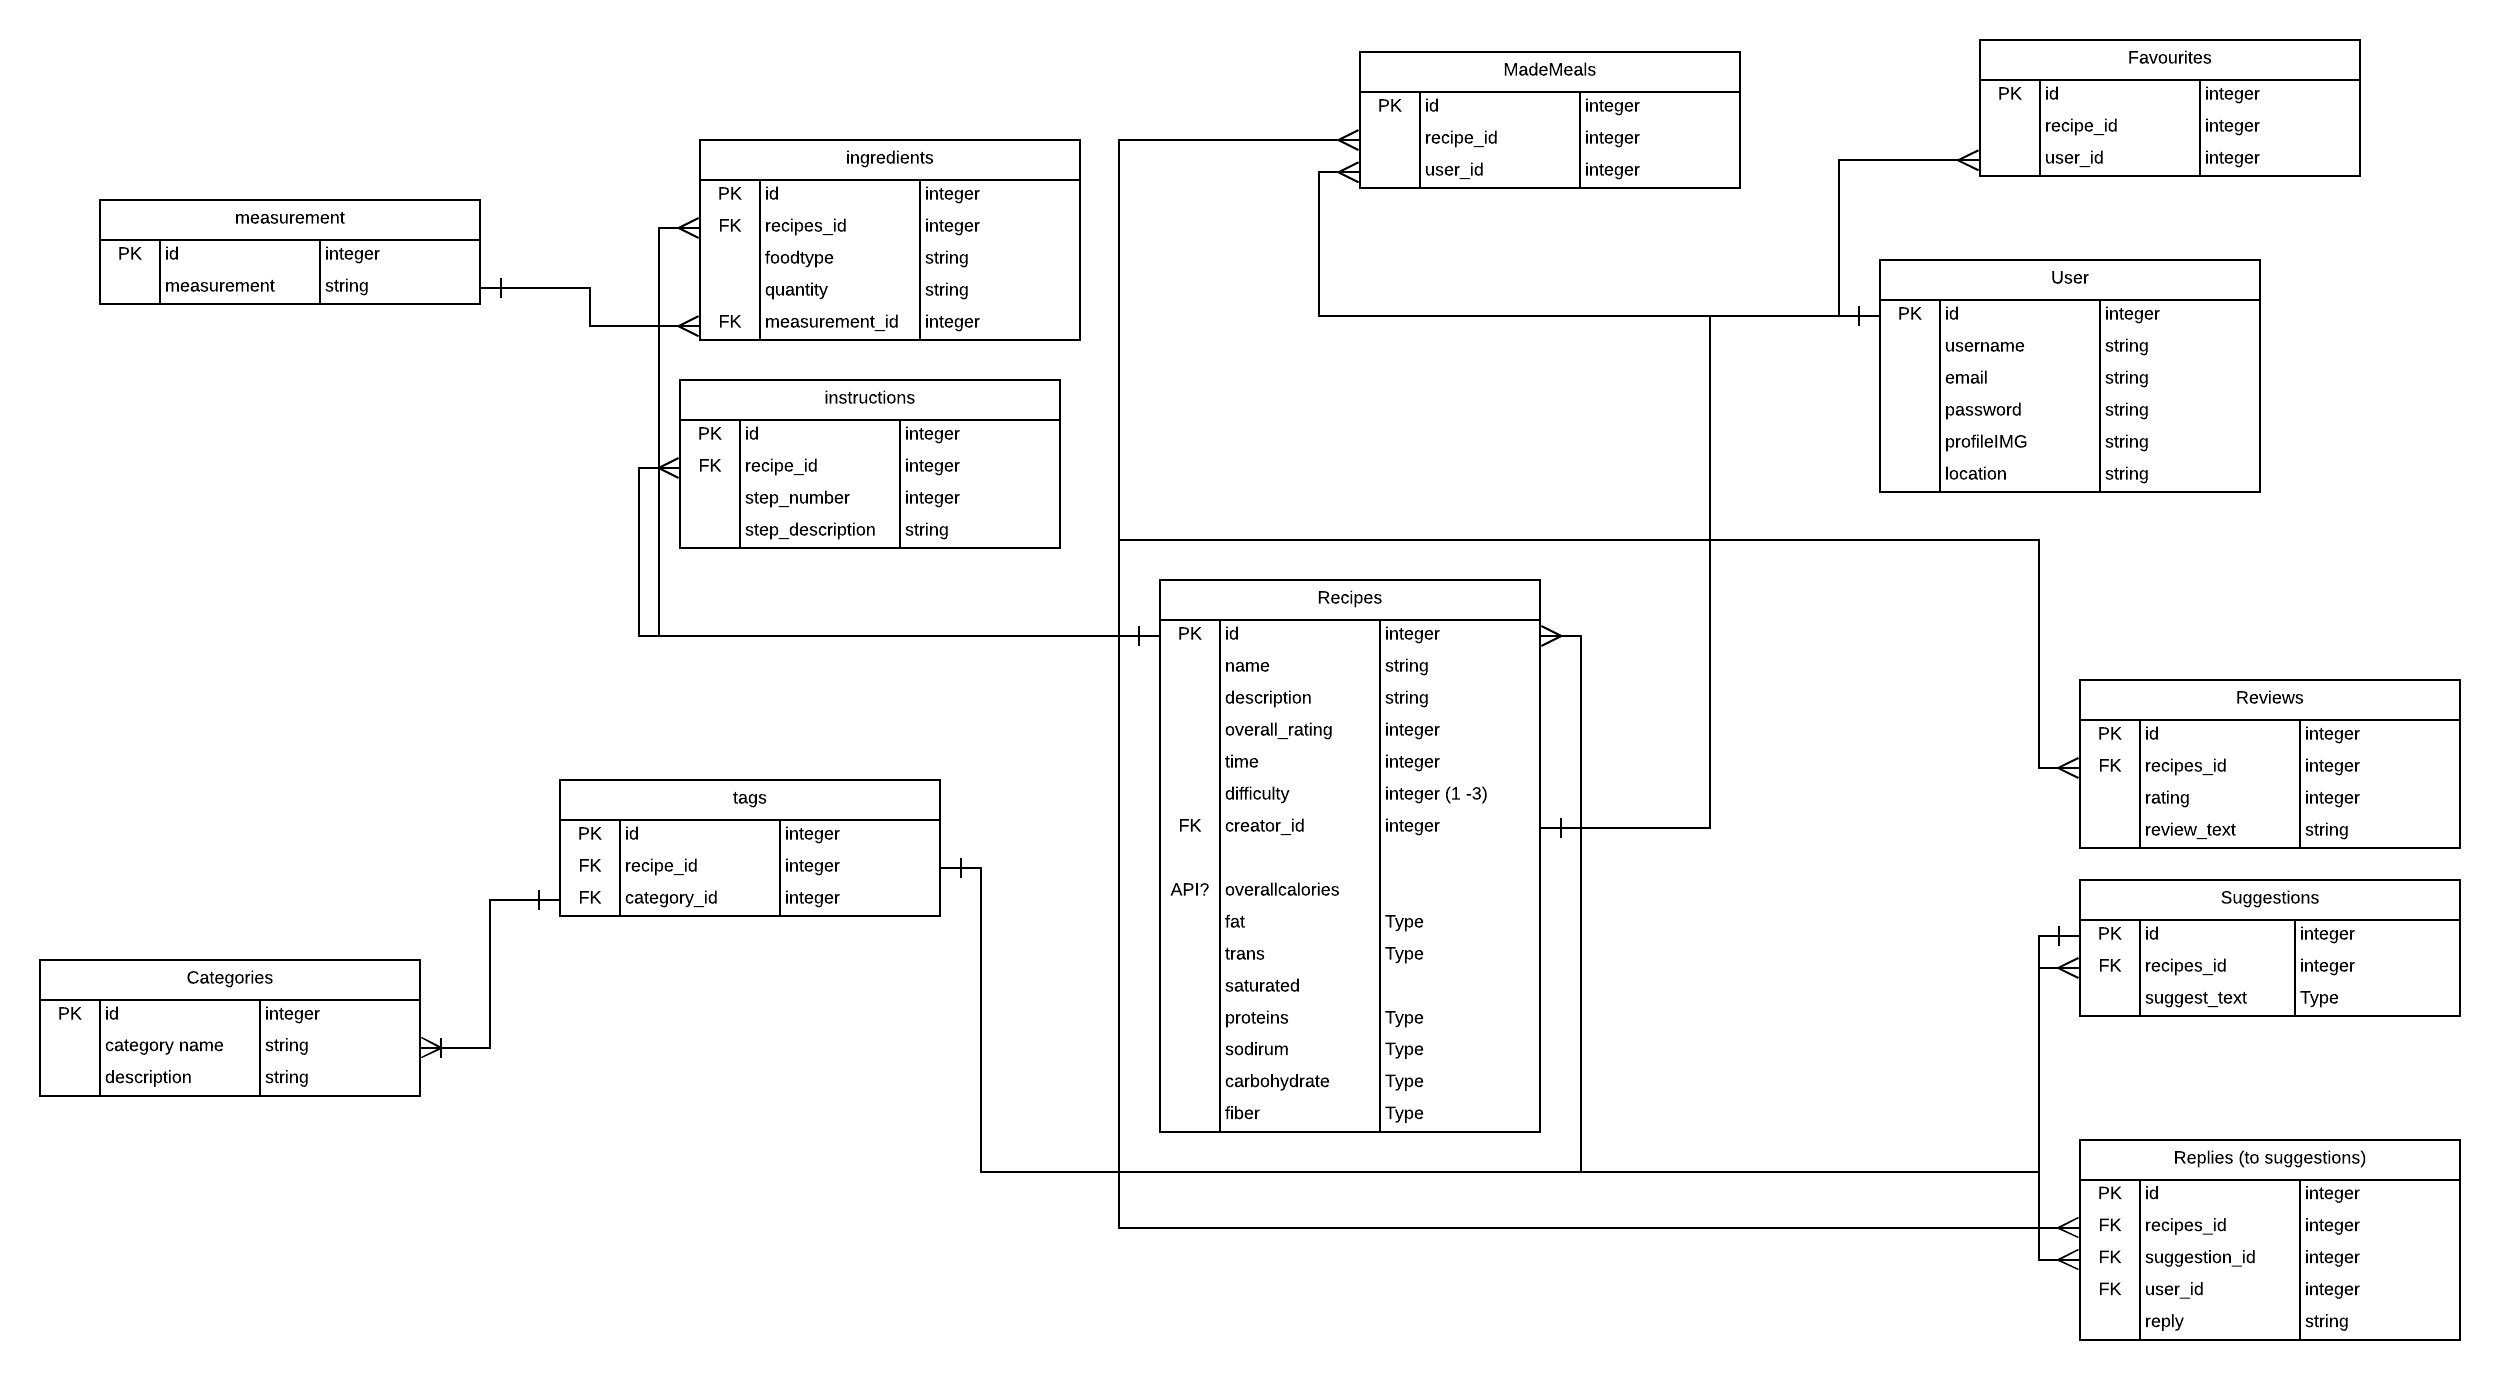 MadeMeals
PK id integer
recipe_id integer
user_id integer
Favourites
PK id integer
recipe_id integer
user_id integer
ingredients
PK id integer
FK recipes_id integer
foodtype string
quantity string
FK measurement_id integer
measurement
PK id integer
measurement string
User
PK id integer
username string
email string
password string
profileIMG string
location string
instructions
PK id integer
FK recipe_id integer
step_number integer
step_description string
Recipes
PK id integer
name string
description string
overall_rating integer
time integer
difficulty integer (1 -3)
FK creator_id integer
API? overallcalories
fat Type
trans Type
saturated
proteins Type
sodirum Type
carbohydrate Type
fiber Type
Reviews
PK id integer
FK recipes_id integer
rating integer
review_text string
tags
PK id integer
FK recipe_id integer
FK category_id integer
Suggestions
PK id integer
FK recipes_id integer
suggest_text Type
Categories
PK id integer
category name string
description string
Replies (to suggestions)
PK id integer
FK recipes_id integer
FK suggestion_id integer
FK user_id integer
reply string